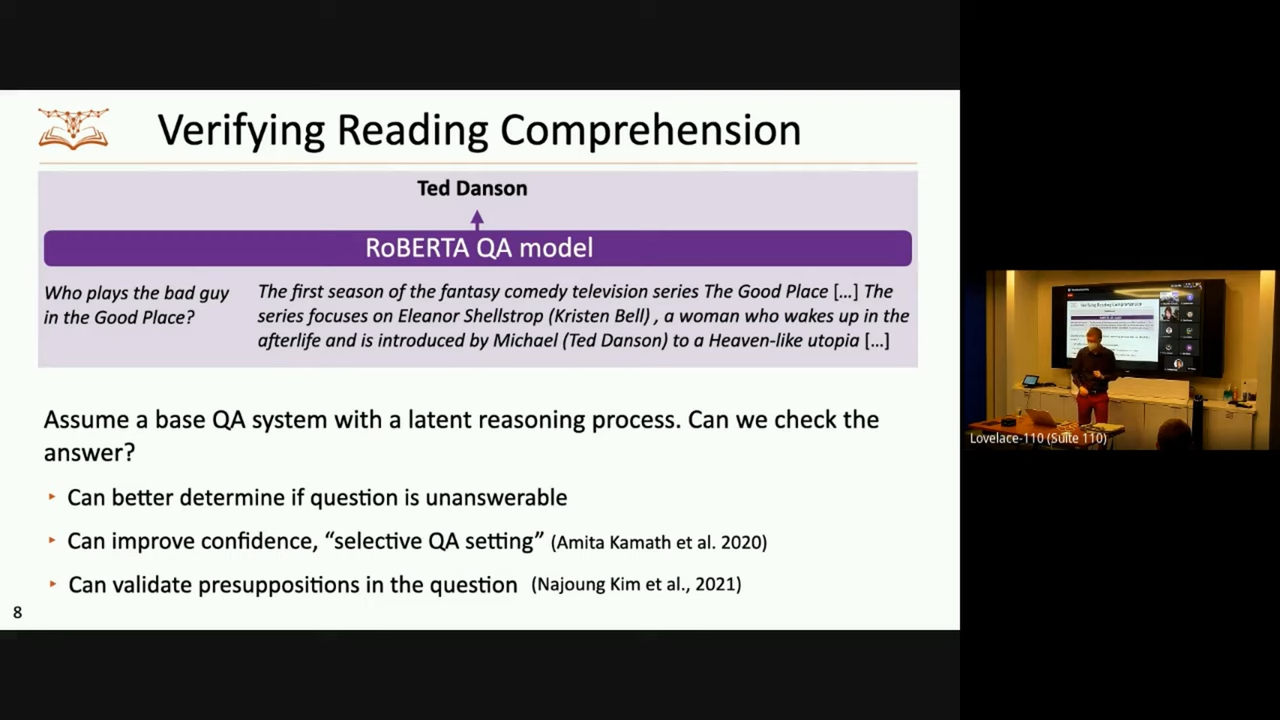 Verifying Reading Comprehension
Ted Danson
RoBERTA QA model
Who plays the bad guy
in the Good Place?
The first season of the fantasy comedy television series The Good Place [...] The
series focuses on Eleanor Shellstrop (Kristen Bell) , a woman who wakes up in the
afterlife and is introduced by Michael (Ted Danson) to a Heaven-like utopia [...]
Assume a base QA system with a latent reasoning process. Can we check the
answer?
‣ Can better determine if question is unanswerable
‣ Can improve confidence, “selective QA setting” (Amita Kamath et al. 2020)
‣ Can validate presuppositions in the question (Najoung Kim et al., 2021)
8
Verifying Reading Comprehension
Lovelace-110 (Suite 110)